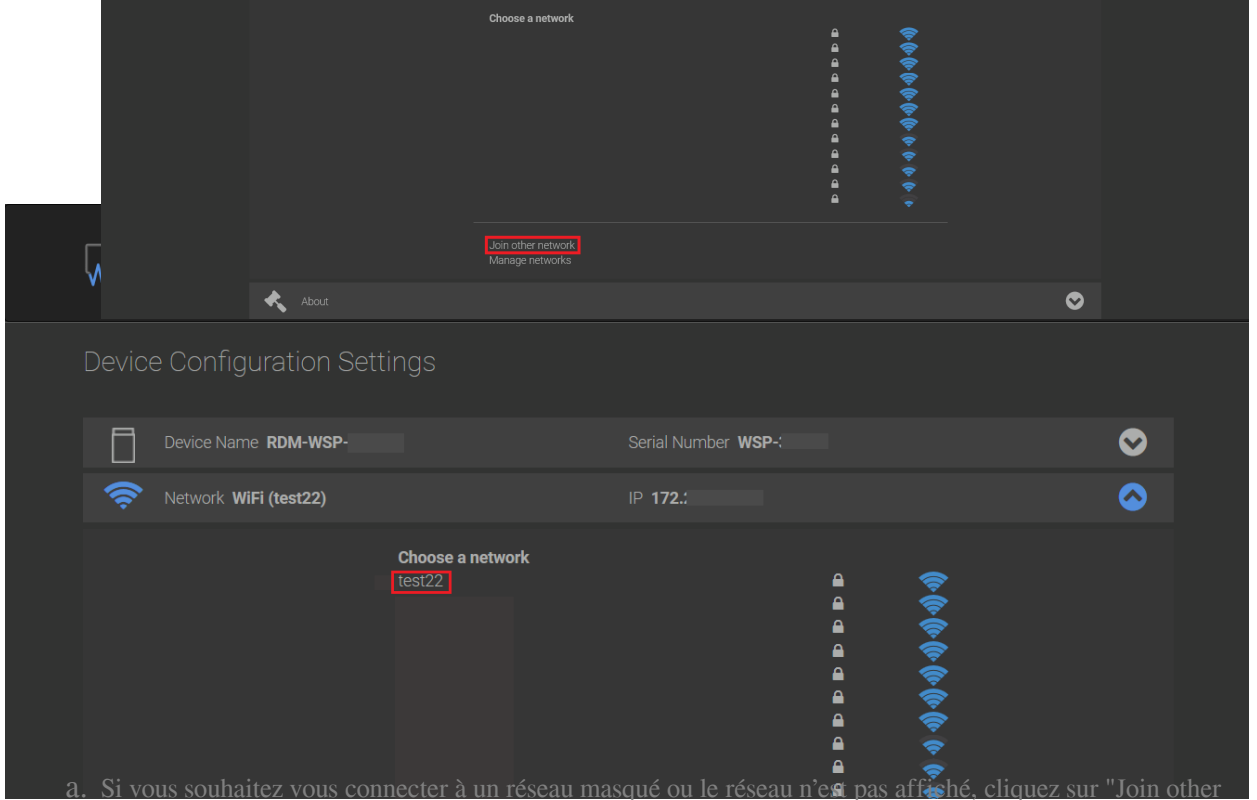 Choose a network
Join other network
Manage networks
About
Device Configuration Settings
Device Name RDM-WSP-
Serial Number WSP-
Network WiFi (test22)
IP 172.
Choose a network
test22
a. Si vous souhaitez vous connecter à un réseau masqué ou le réseau n'est pas affiché, cliquez sur "Join other